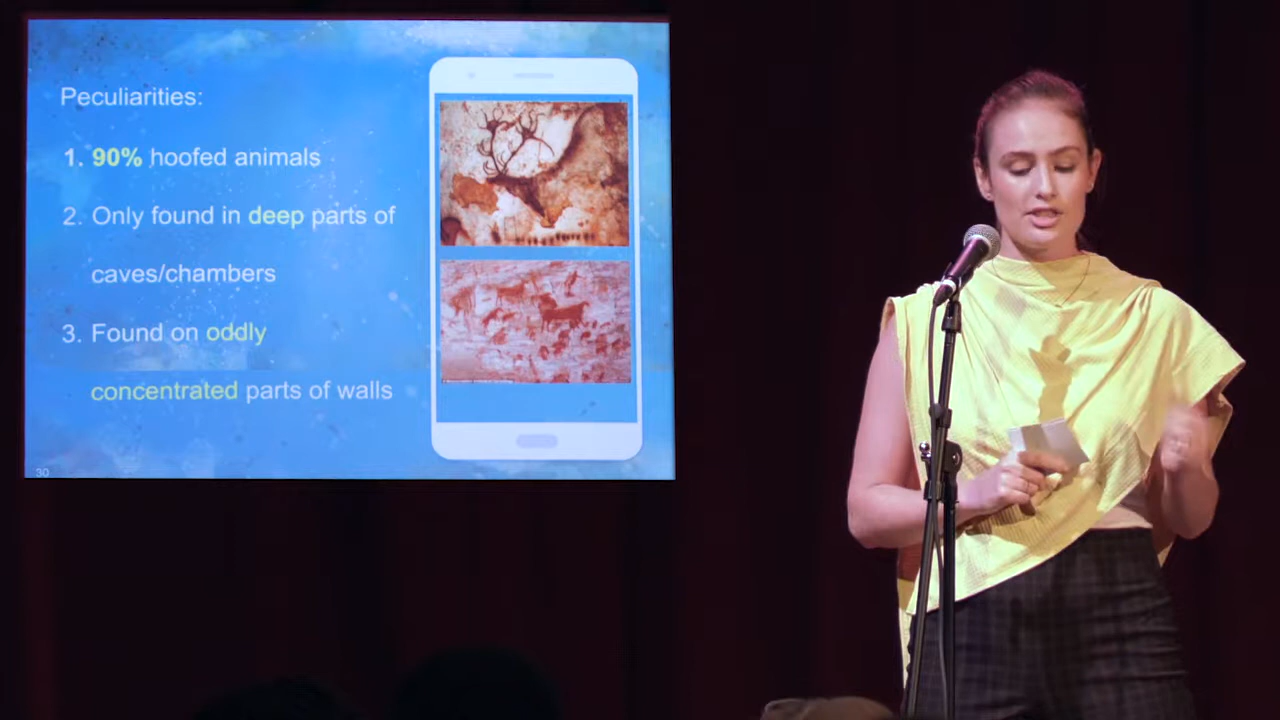 Peculiarities:
1. 90% hoofed animals
2. Only found in deep parts of
caves/chambers
3. Found on oddly
concentrated parts of walls
30